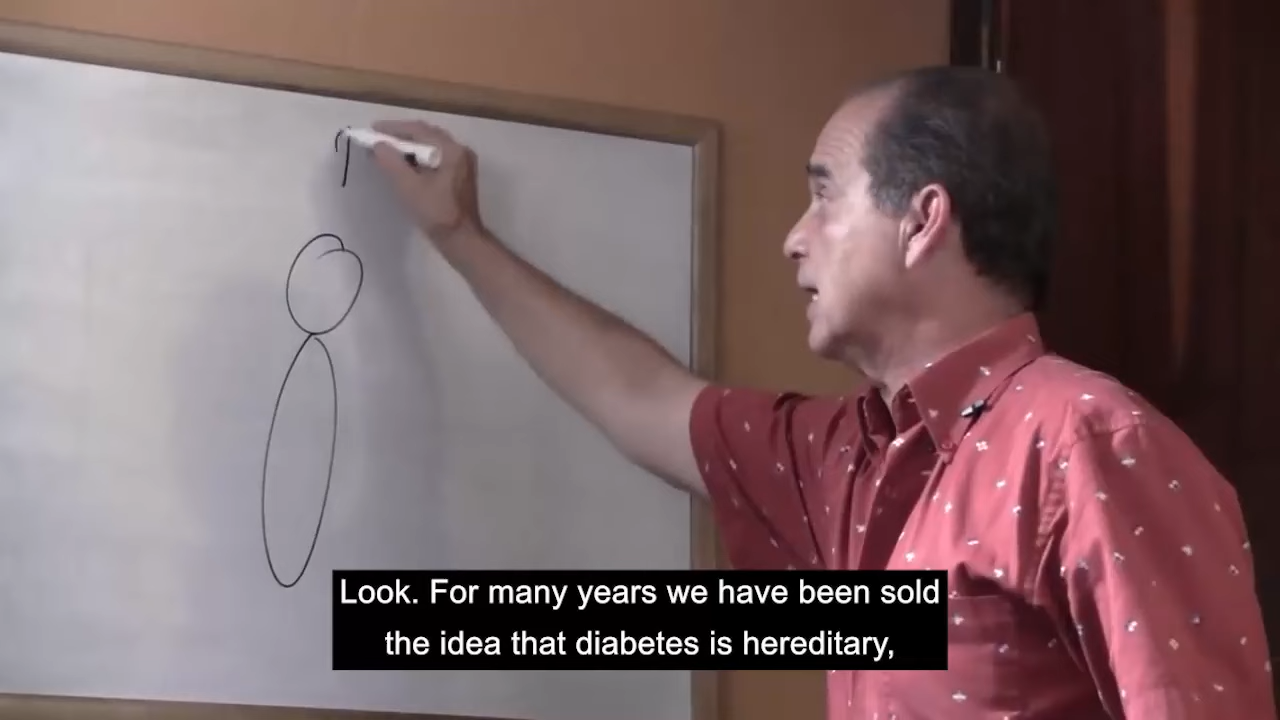 Look. For many years we have been sold
the idea that diabetes is hereditary,